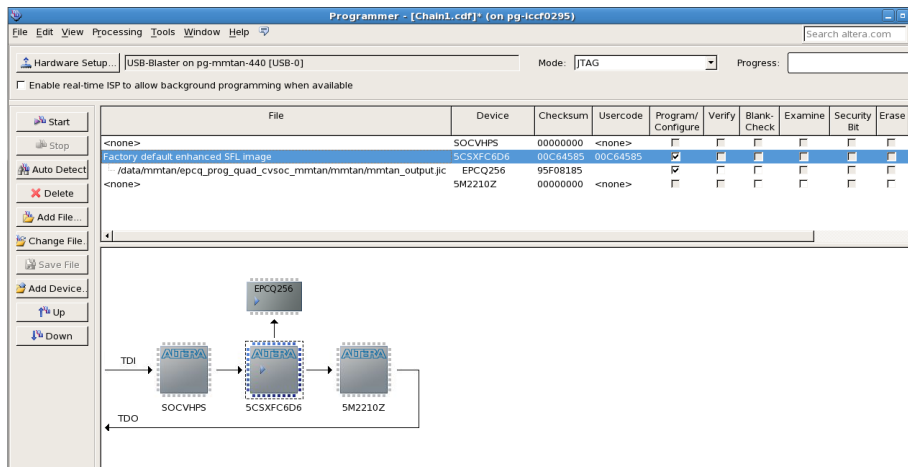 Programmer - [Chain1.cdf]* (on pg-iccf0295)
File Edit View Processing Tools Window Help
Search altera.com
Hardware Setup... USB-Blaster on pg-mmtan-440 [USB-0] Mode: JTAG Progress:
Enable real-time ISP to allow background programming when available
Start
Stop
Auto Detect
Delete
Add File...
Change File.
Save File
Add Device.
Up
Down
File Device Checksum Usercode Program/ Configure Verify Blank- Check Examine Security Bit Erase
<none> SOCVHPS 00000000 <none>
Factory default enhanced SFL image 5CSXFC6D6 00C64585 00C64585
/data/mmtan/epcq_prog_quad_cvsoc_mmtan/mmtan/mmtan_output.jic EPCQ256 95F08185
<none> 5M2210Z 00000000 <none>
EPCQ256
TDI
ALTERA
ALTERA
ALTERA
SOCVHPS
5CSXFC6D6
5M2210Z
TDO